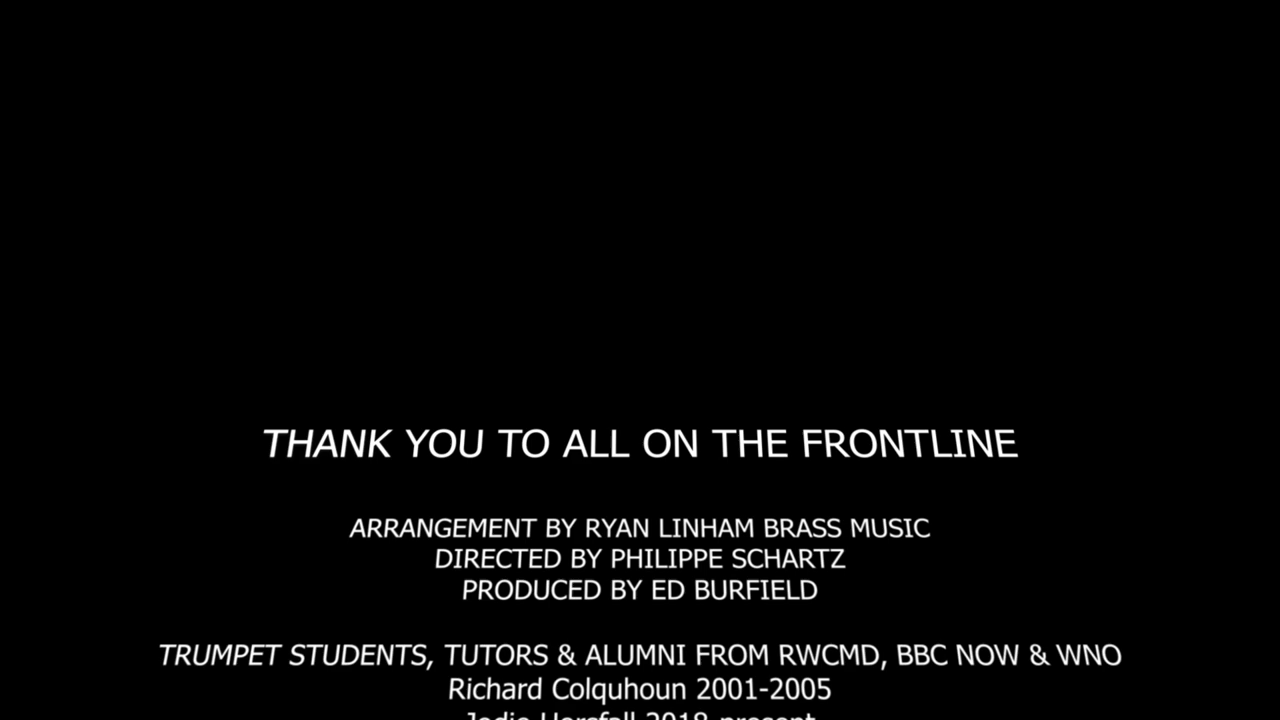 THANK YOU TO ALL ON THE FRONTLINE
ARRANGEMENT BY RYAN LINHAM BRASS MUSIC
DIRECTED BY PHILIPPE SCHARTZ
PRODUCED BY ED BURFIELD
TRUMPET STUDENTS, TUTORS & ALUMNI FROM RWCMD, BBC NOW & WNO
Richard Colquhoun 2001-2005